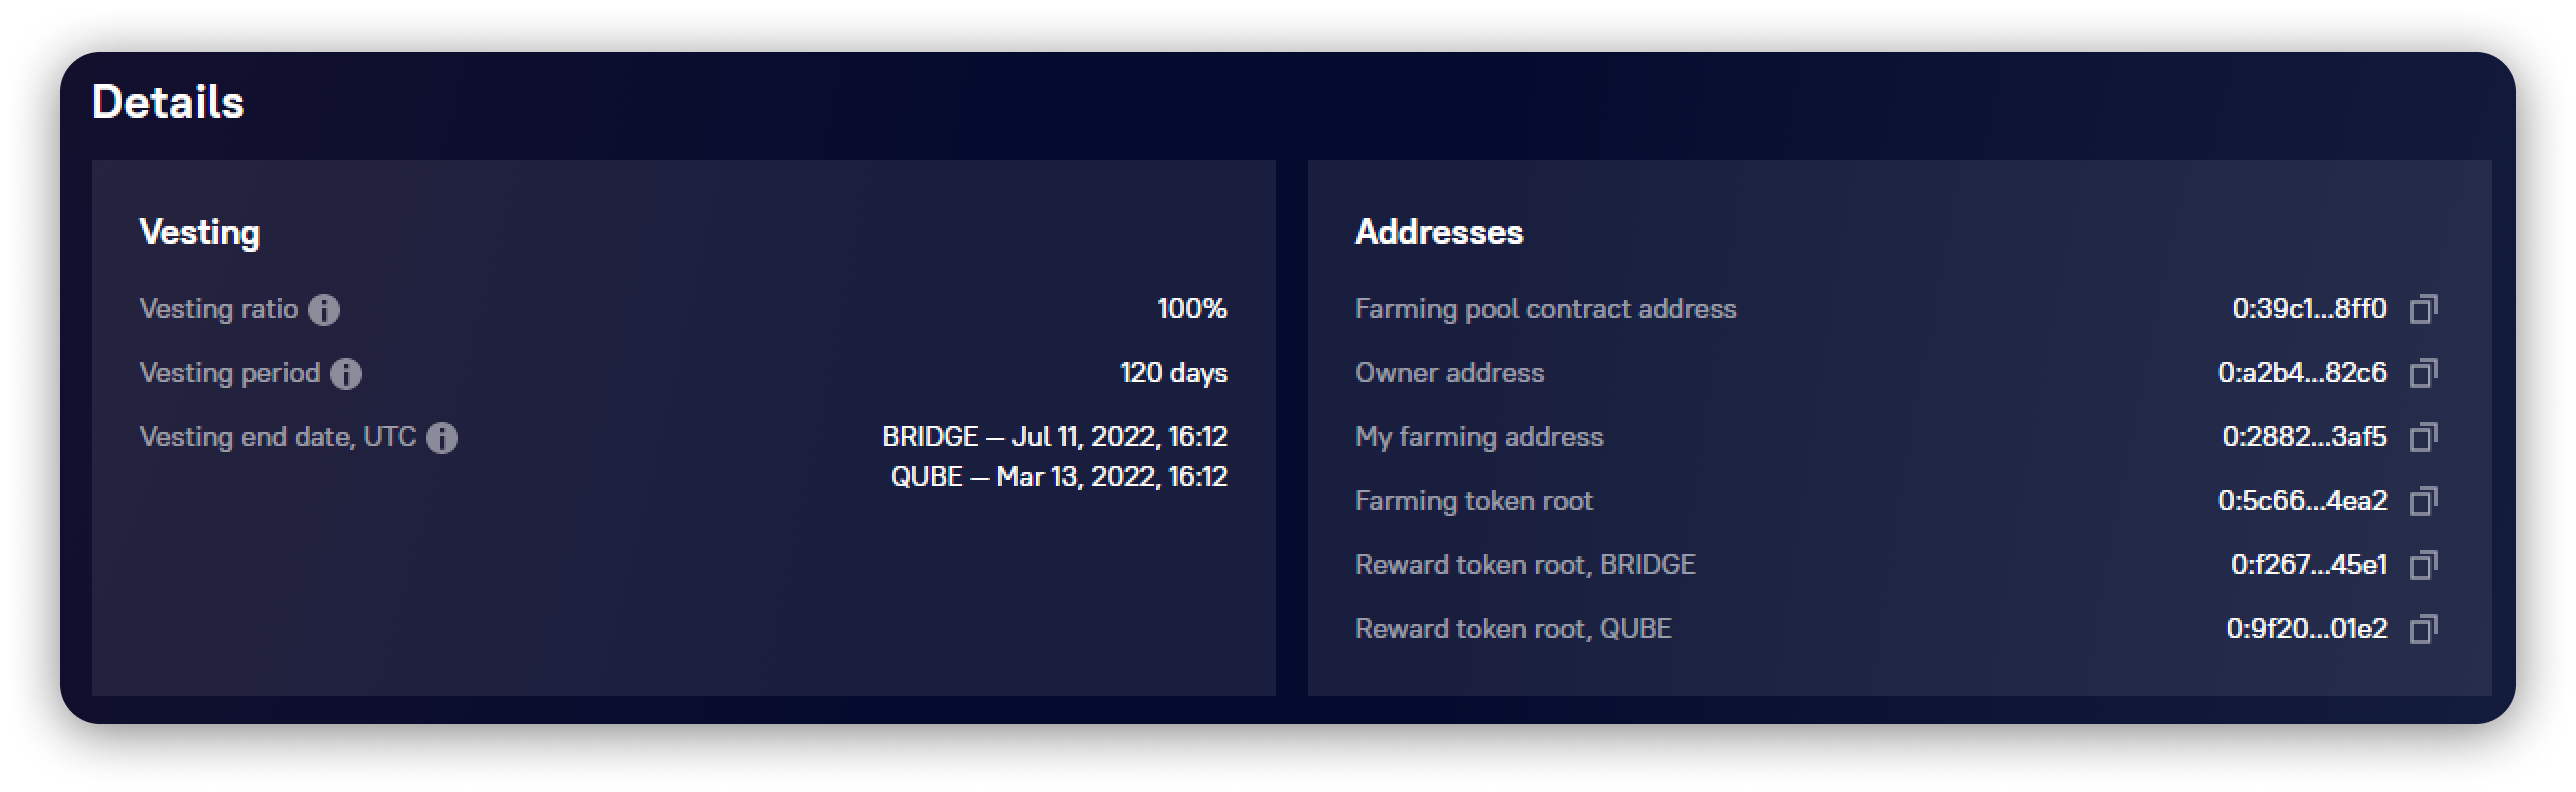 Details
Vesting
Vesting ratio 100%
Vesting period 120 days
Vesting end date, UTC BRIDGE – Jul 11, 2022, 16:12
QUBE – Mar 13, 2022, 16:12
Addresses
Farming pool contract address 0:39c1...8ff0
Owner address 0:a2b4...82c6
My farming address 0:2882...3af5
Farming token root 0:5c66...4ea2
Reward token root, BRIDGE 0:f267...45e1
Reward token root, QUBE 0:9f20...01e2